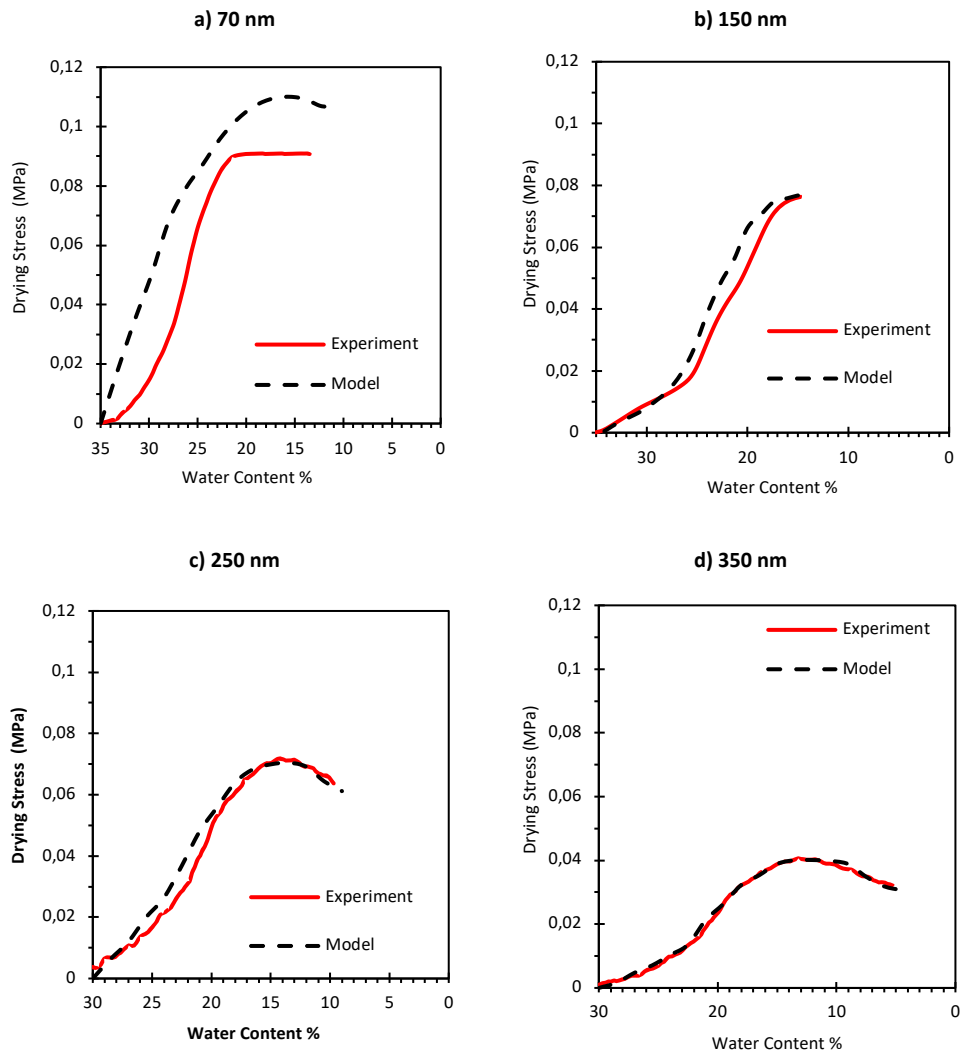 a) 70 nm
0,12
0,1
0,08
0,06
0,04
0,02
0
Drying Stress (MPa)
Experiment
Model
35 30 25 20 15 10 5 0
Water Content %
b) 150 nm
0,12
0,1
0,08
0,06
0,04
0,02
0
Drying Stress (MPa)
Experiment
Model
30 20 10 0
Water Content %
c) 250 nm
0,12
0,1
0,08
0,06
0,04
0,02
0
Drying Stress (MPa)
Experiment
Model
30 25 20 15 10 5 0
Water Content %
d) 350 nm
0,12
0,1
0,08
0,06
0,04
0,02
0
Drying Stress (MPa)
Experiment
Model
30 20 10 0
Water Content %